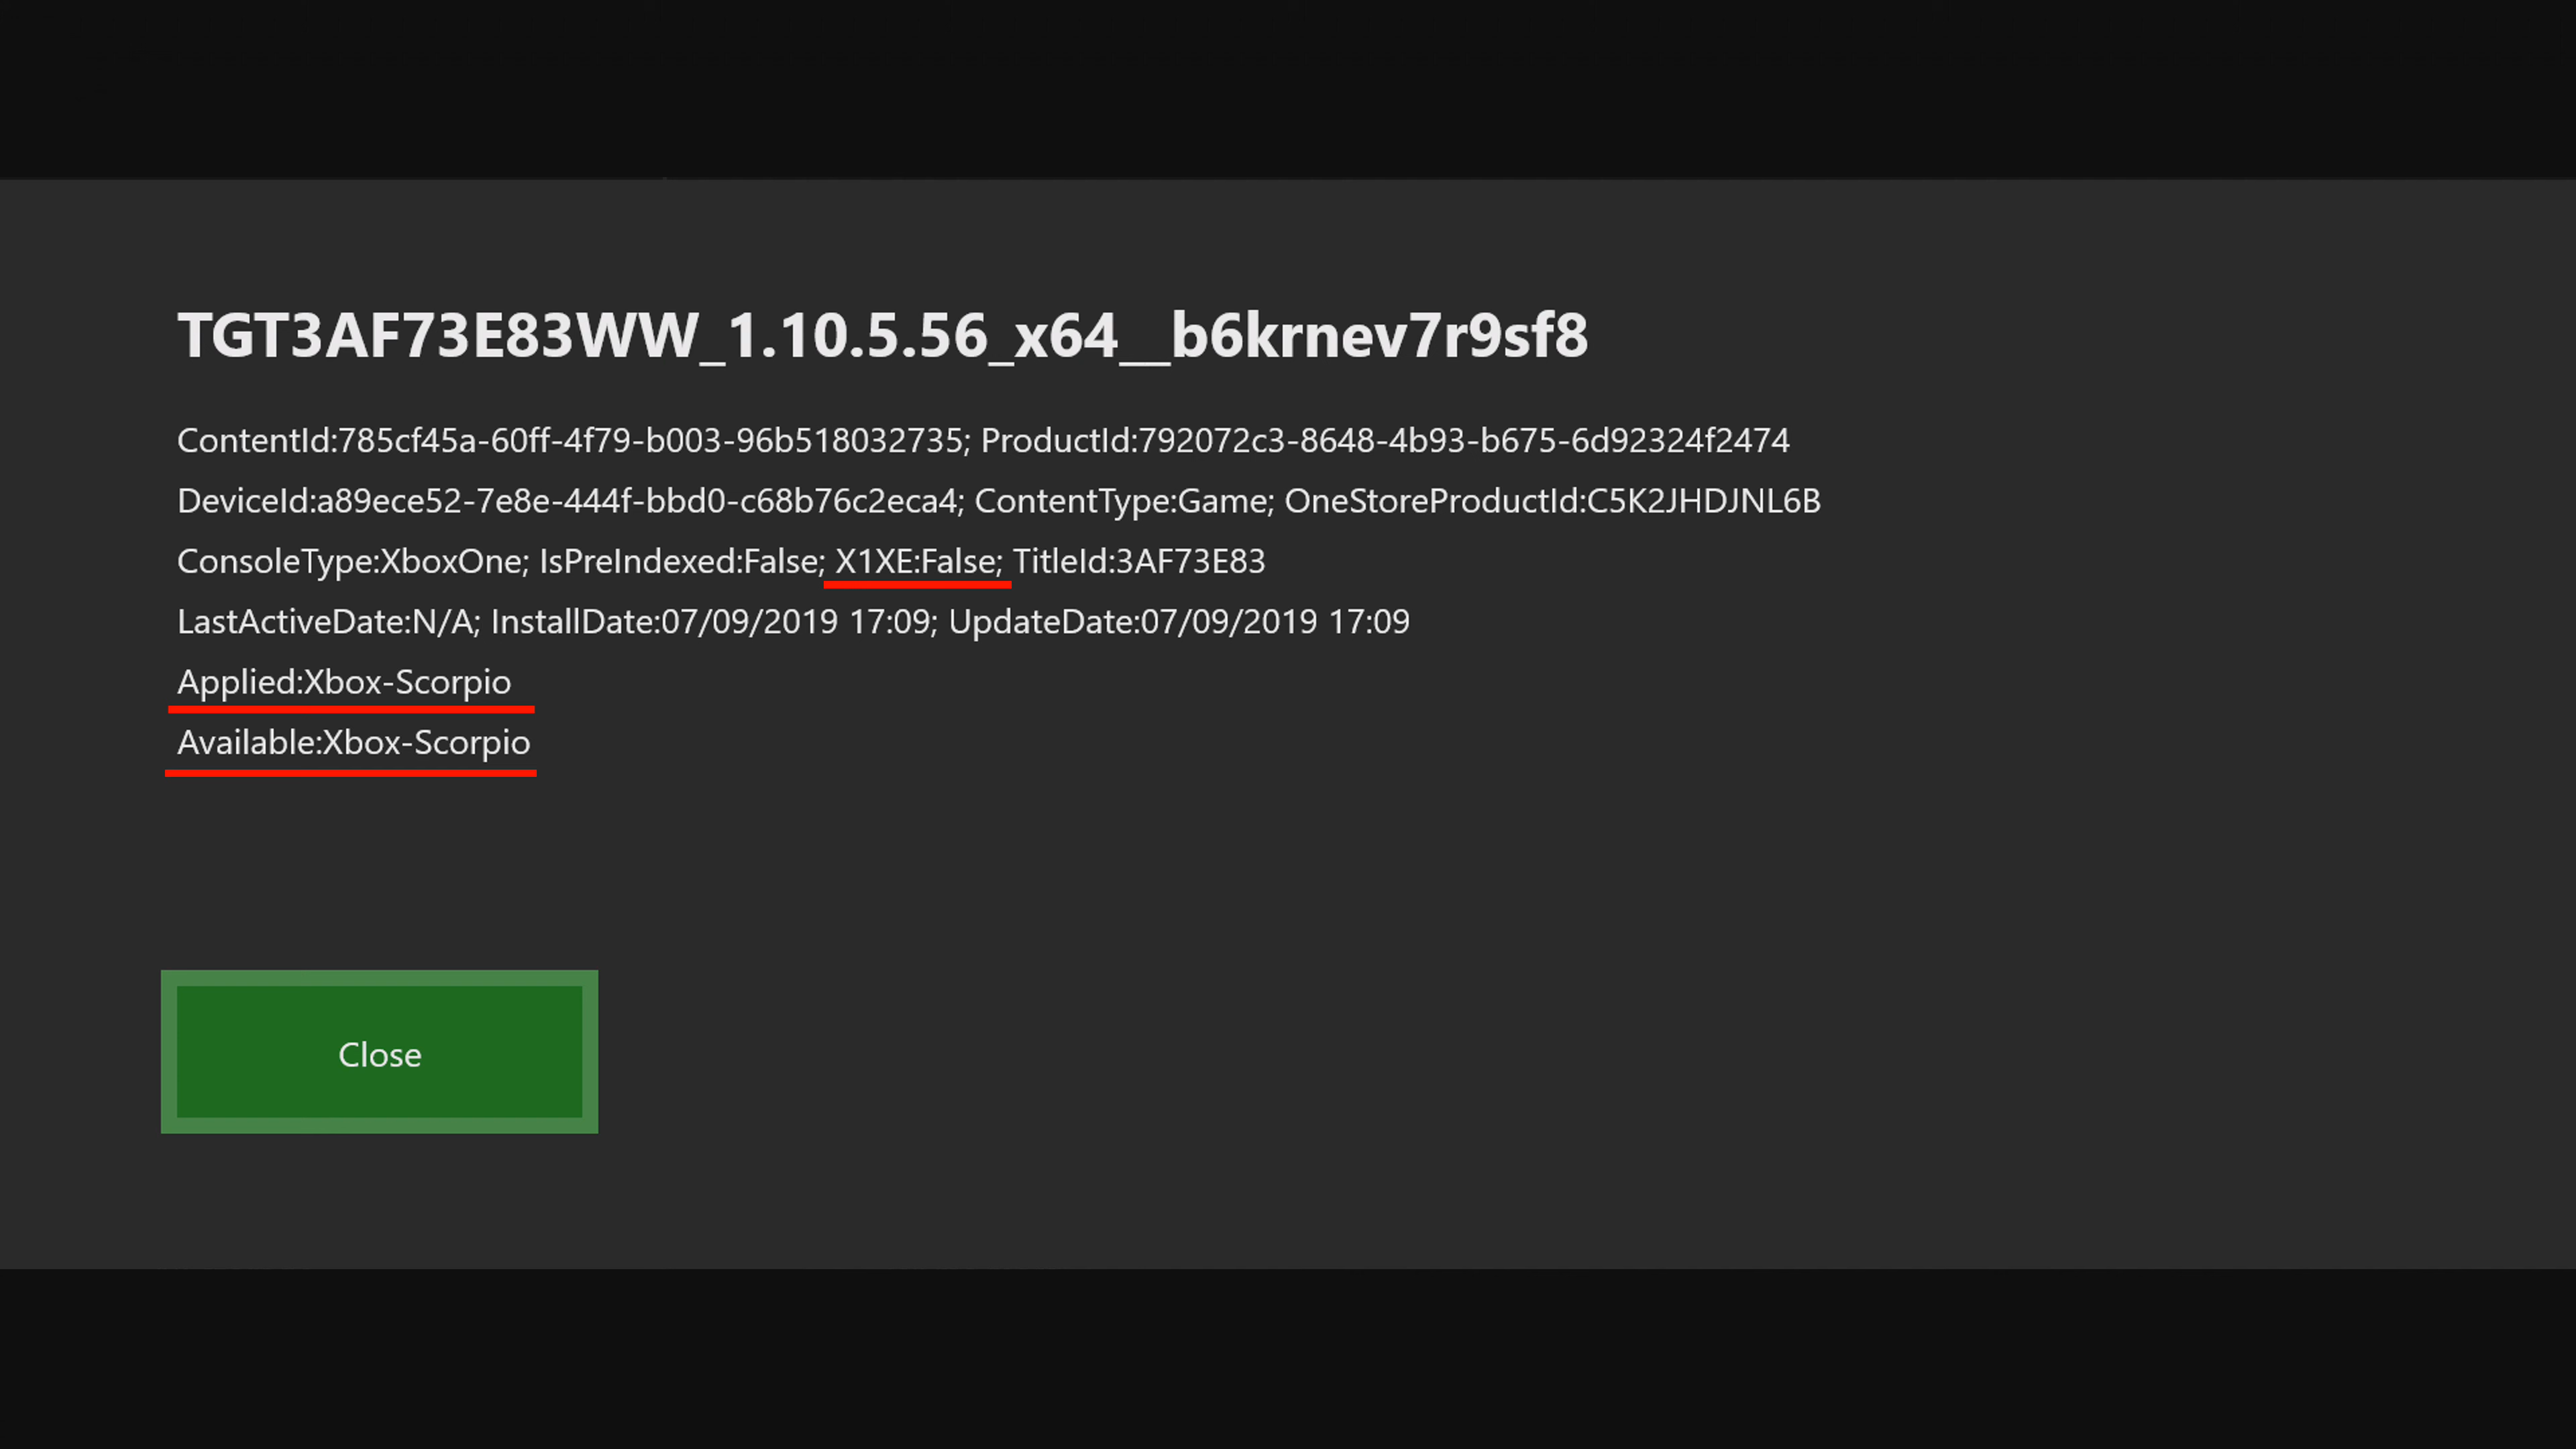 TGT3AF73E83WW_1.10.5.56_x64__b6krnev7r9sf8
ContentId:785cf45a-60ff-4f79-b003-96b518032735; ProductId:792072c3-8648-4b93-b675-6d92324f2474
DeviceId:a89ece52-7e8e-444f-bbd0-c68b76c2eca4; ContentType:Game; OneStoreProductId:C5K2JHDJNL6B
ConsoleType:XboxOne; IsPreIndexed:False; X1XE:False; TitleId:3AF73E83
LastActiveDate:N/A; InstallDate:07/09/2019 17:09; UpdateDate:07/09/2019 17:09
Applied:Xbox-Scorpio
Available:Xbox-Scorpio
Close